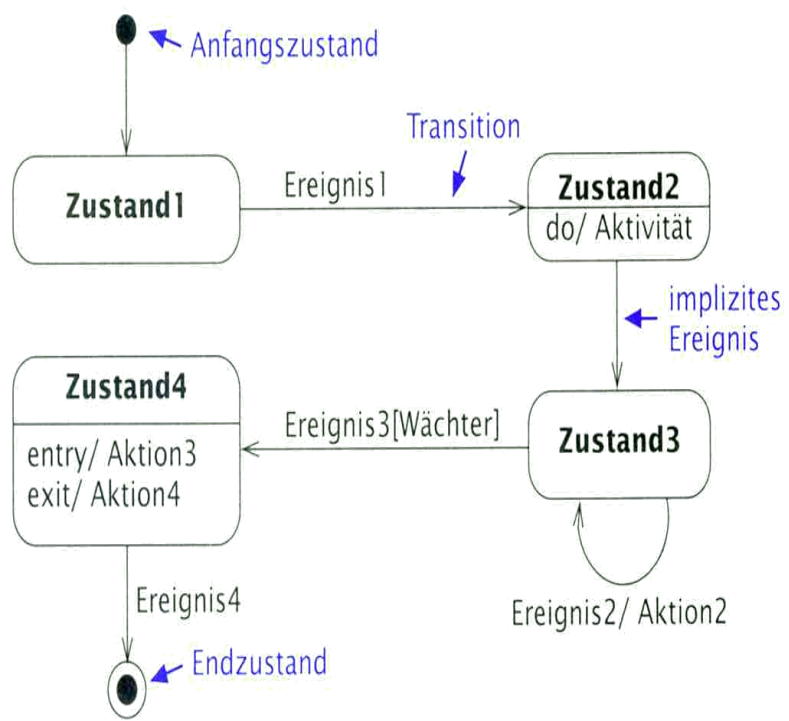 Anfangszustand
Transition
Zustand1
Ereignis1
Zustand2
do/ Aktivität
implizites
Ereignis
Zustand4
entry/ Aktion3
exit/ Aktion4
Ereignis3[Wächter]
Zustand3
Ereignis2/ Aktion2
Ereignis4
Endzustand